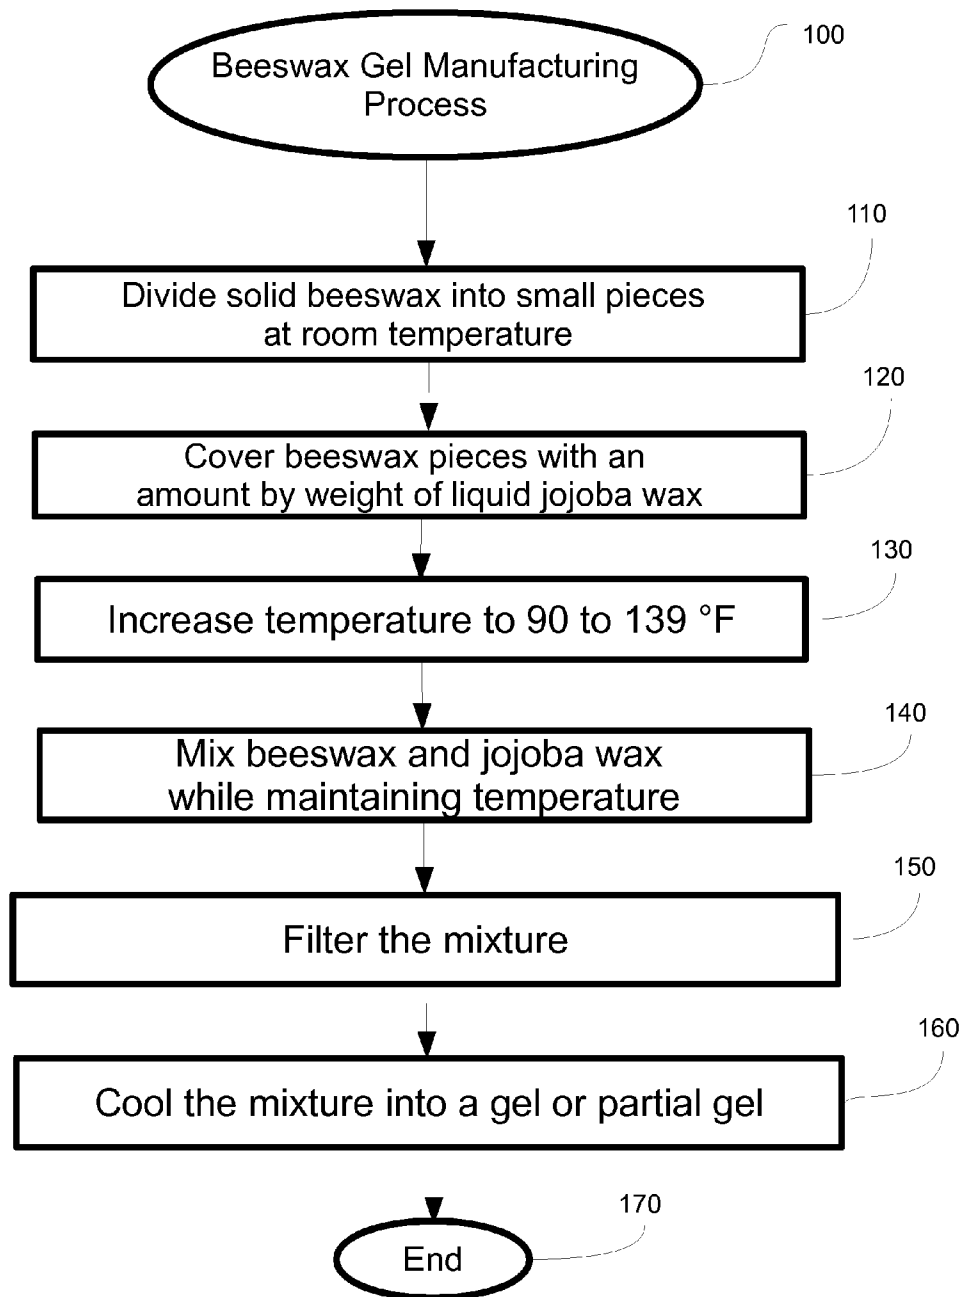 100
Beeswax Gel Manufacturing
Process
110
Divide solid beeswax into small pieces
at room temperature
120
Cover beeswax pieces with an
amount by weight of liquid jojoba wax
130
Increase temperature to 90 to 139 °F
140
Mix beeswax and jojoba wax
while maintaining temperature
150
Filter the mixture
160
Cool the mixture into a gel or partial gel
170
End